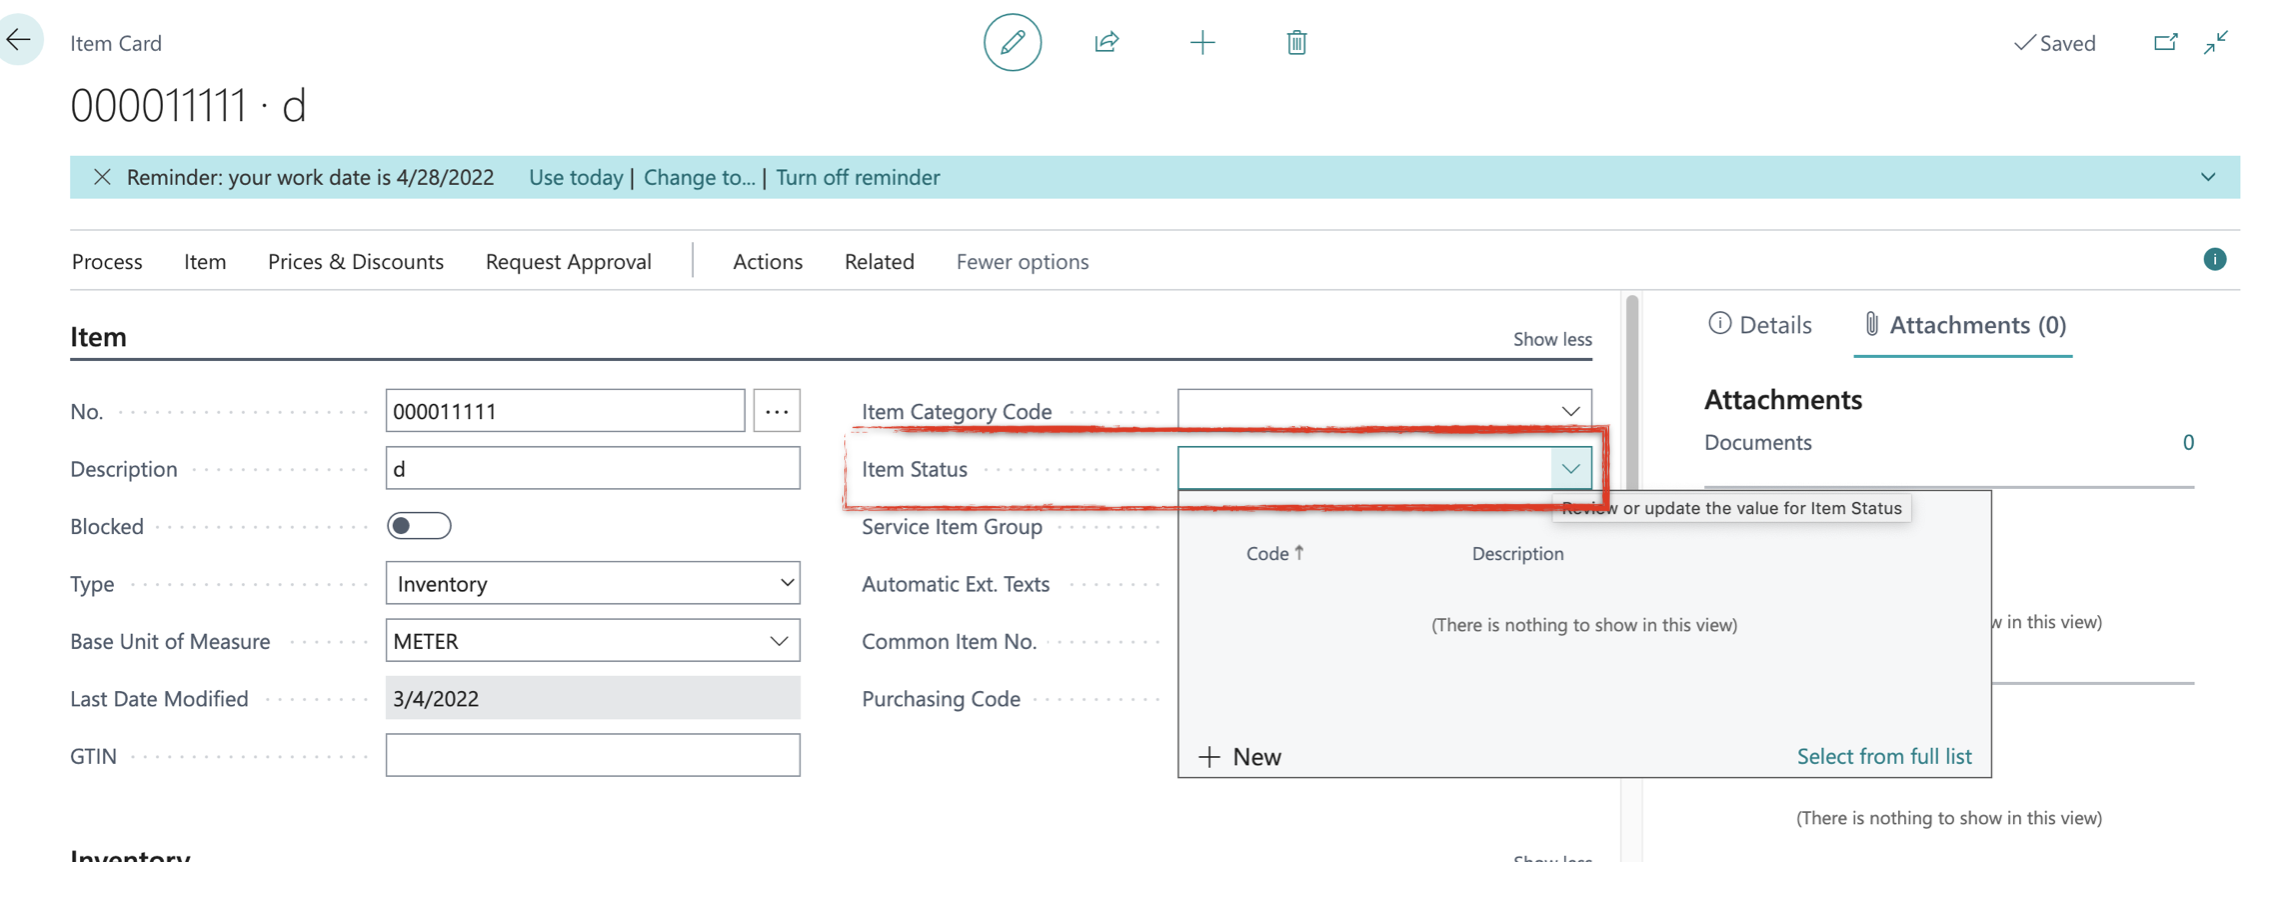 Item Card
Saved
000011111 · d
Reminder: your work date is 4/28/2022 Use today | Change to... | Turn off reminder
Process Item Prices & Discounts Request Approval Actions Related Fewer options
Item
Show less
No. 000011111
Description d
Blocked
Type Inventory
Base Unit of Measure METER
Last Date Modified 3/4/2022
GTIN
Item Category Code
Item Status
Service Item Group
Automatic Ext. Texts
Common Item No.
Purchasing Code
Review or update the value for Item Status
Code ↑ Description
(There is nothing to show in this view)
+ New Select from full list
Details Attachments (0)
Attachments
Documents 0
w in this view)
(There is nothing to show in this view)
Inventory
Show less